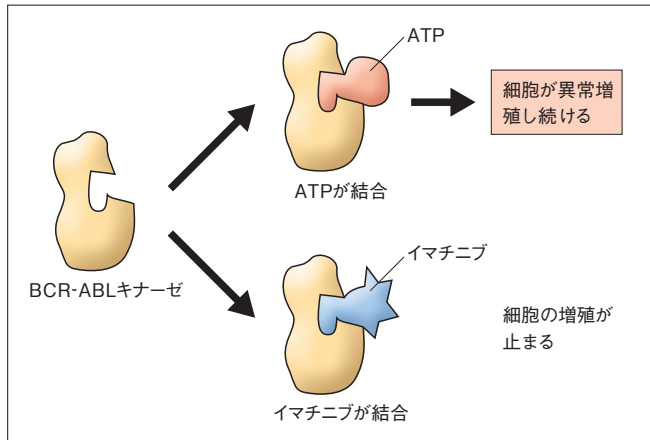 ATP
細胞が異常増
殖し続ける
ATPが結合
BCR-ABLキナーゼ
イマチニブ
細胞の増殖が
止まる
イマチニブが結合